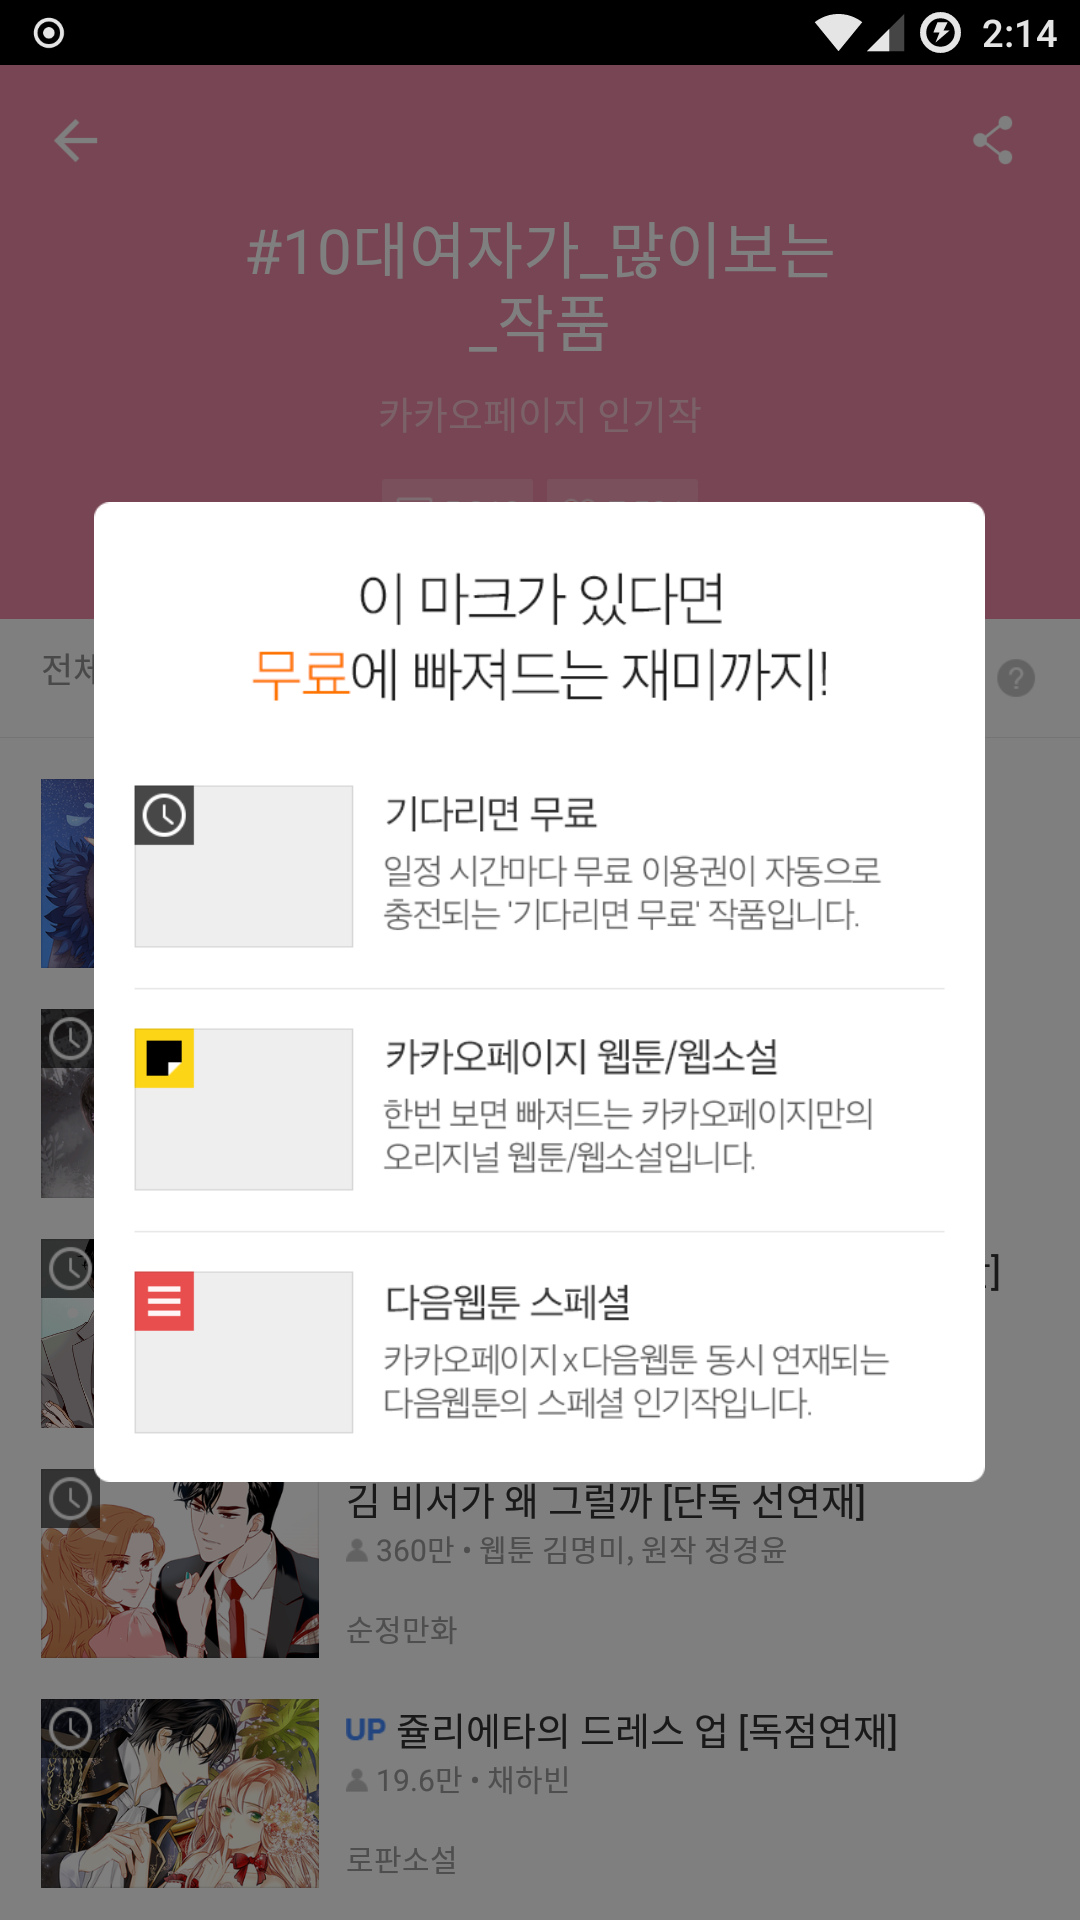 2:14
#10대여자가_많이보는
_작품
카카오페이지 인기작
전체
이 마크가 있다면
무료에 빠져드는 재미까지!
기다리면 무료
일정 시간마다 무료 이용권이 자동으로
충전되는 '기다리면 무료' 작품입니다.
카카오페이지 웹툰/웹소설
한번 보면 빠져드는 카카오페이지만의
오리지널 웹툰/웹소설입니다.
다음웹툰 스페셜
카카오페이지x다음웹툰 동시 연재되는
다음웹툰의 스페셜 인기작입니다.
]
김 비서가 왜 그럴까 [단독 선연재]
360만 • 웹툰 김명미, 원작 정경윤
순정만화
UP 쥴리에타의 드레스 업 [독점연재]
19.6만 • 채하빈
로판소설